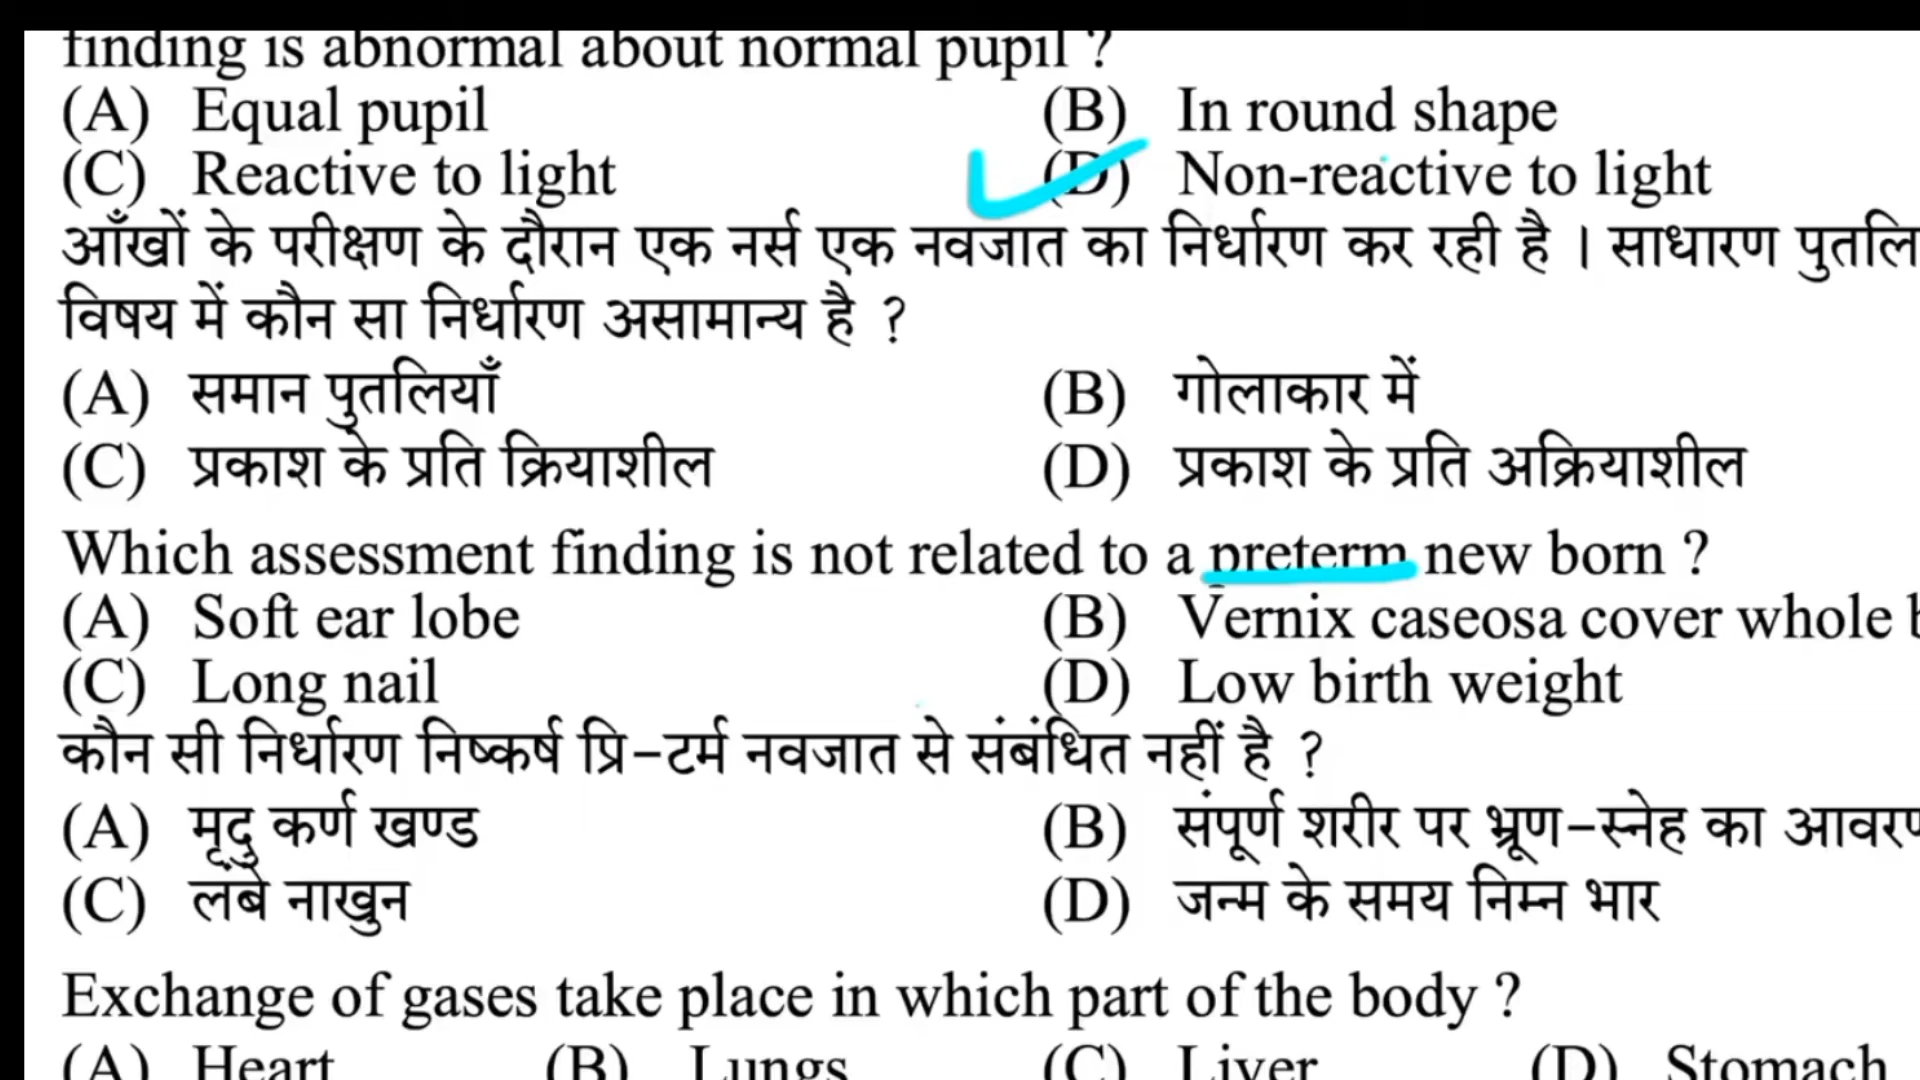 finding is abnormal about normal pupil ?
(A) Equal pupil (B) In round shape
(C) Reactive to light (D) Non-reactive to light
आँखों के परीक्षण के दौरान एक नर्स एक नवजात का निर्धारण कर रही है । साधारण पुतलि
विषय में कौन सा निर्धारण असामान्य है ?
(A) समान पुतलियाँ (B) गोलाकार में
(C) प्रकाश के प्रति क्रियाशील (D) प्रकाश के प्रति अक्रियाशील
Which assessment finding is not related to a preterm new born ?
(A) Soft ear lobe (B) Vernix caseosa cover whole
(C) Long nail (D) Low birth weight
कौन सी निर्धारण निष्कर्ष प्रि-टर्म नवजात से संबंधित नहीं है ?
(A) मृदु कर्ण खण्ड (B) संपूर्ण शरीर पर भ्रूण-स्नेह का आवरण
(C) लंबे नाखुन (D) जन्म के समय निम्न भार
Exchange of gases take place in which part of the body ?
(A) Heart (B) Lungs (C) Liver (D) Stomach